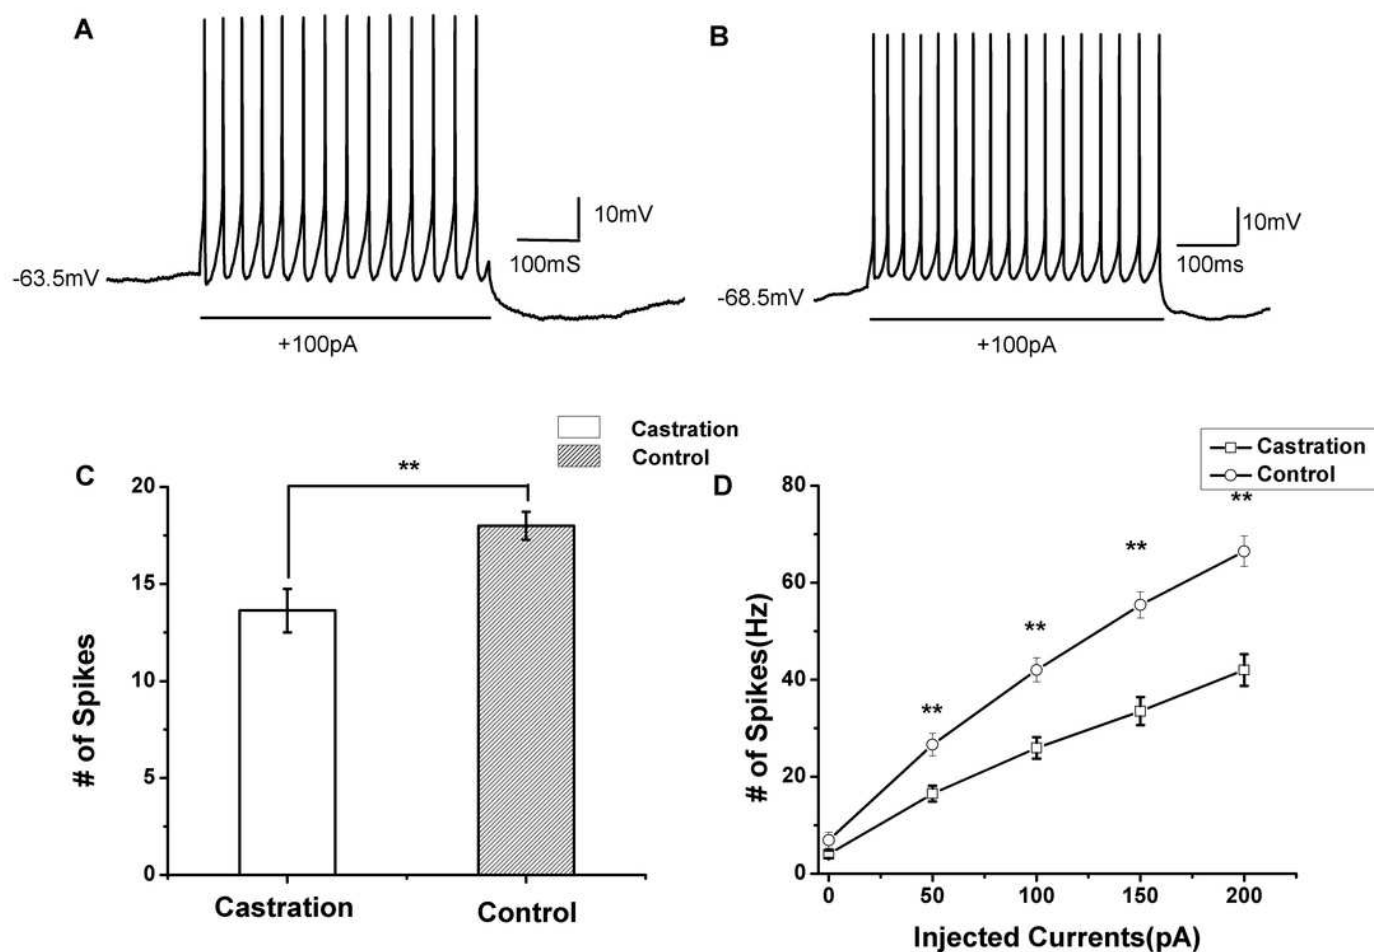 A
10mV
100mS
-63.5mV
+100pA
B
10mV
100ms
-68.5mV
+100pA
Castration
Control
C
**
20
15
10
5
0
# of Spikes
Castration
Control
Castration
Control
D
80
60
40
20
0
**
**
**
**
# of Spikes(Hz)
0 50 100 150 200
Injected Currents(pA)